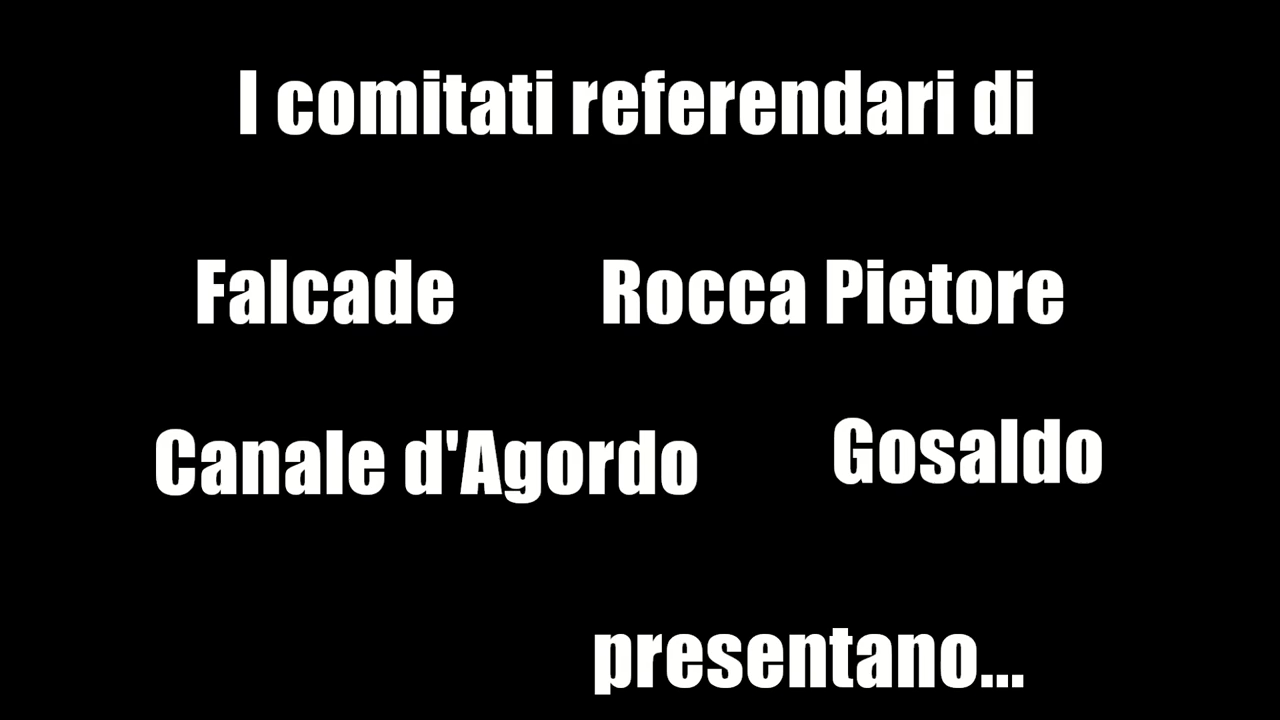 I comitati referendari di
Falcade Rocca Pietore
Canale d'Agordo Gosaldo
presentano...